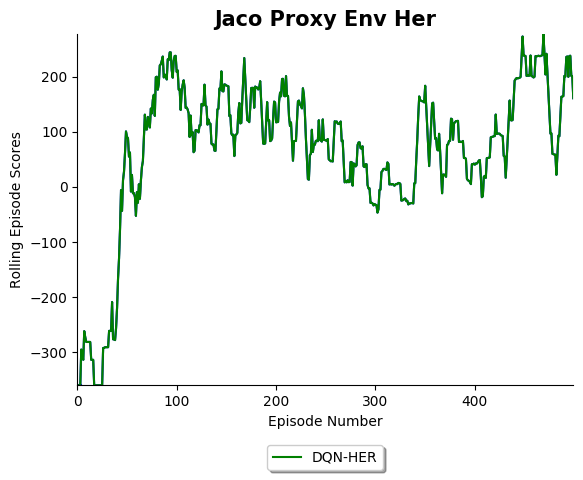 Jaco Proxy Env Her
Rolling Episode Scores
200
100
0
−100
−200
−300
0 100 200 300 400
Episode Number
DQN-HER